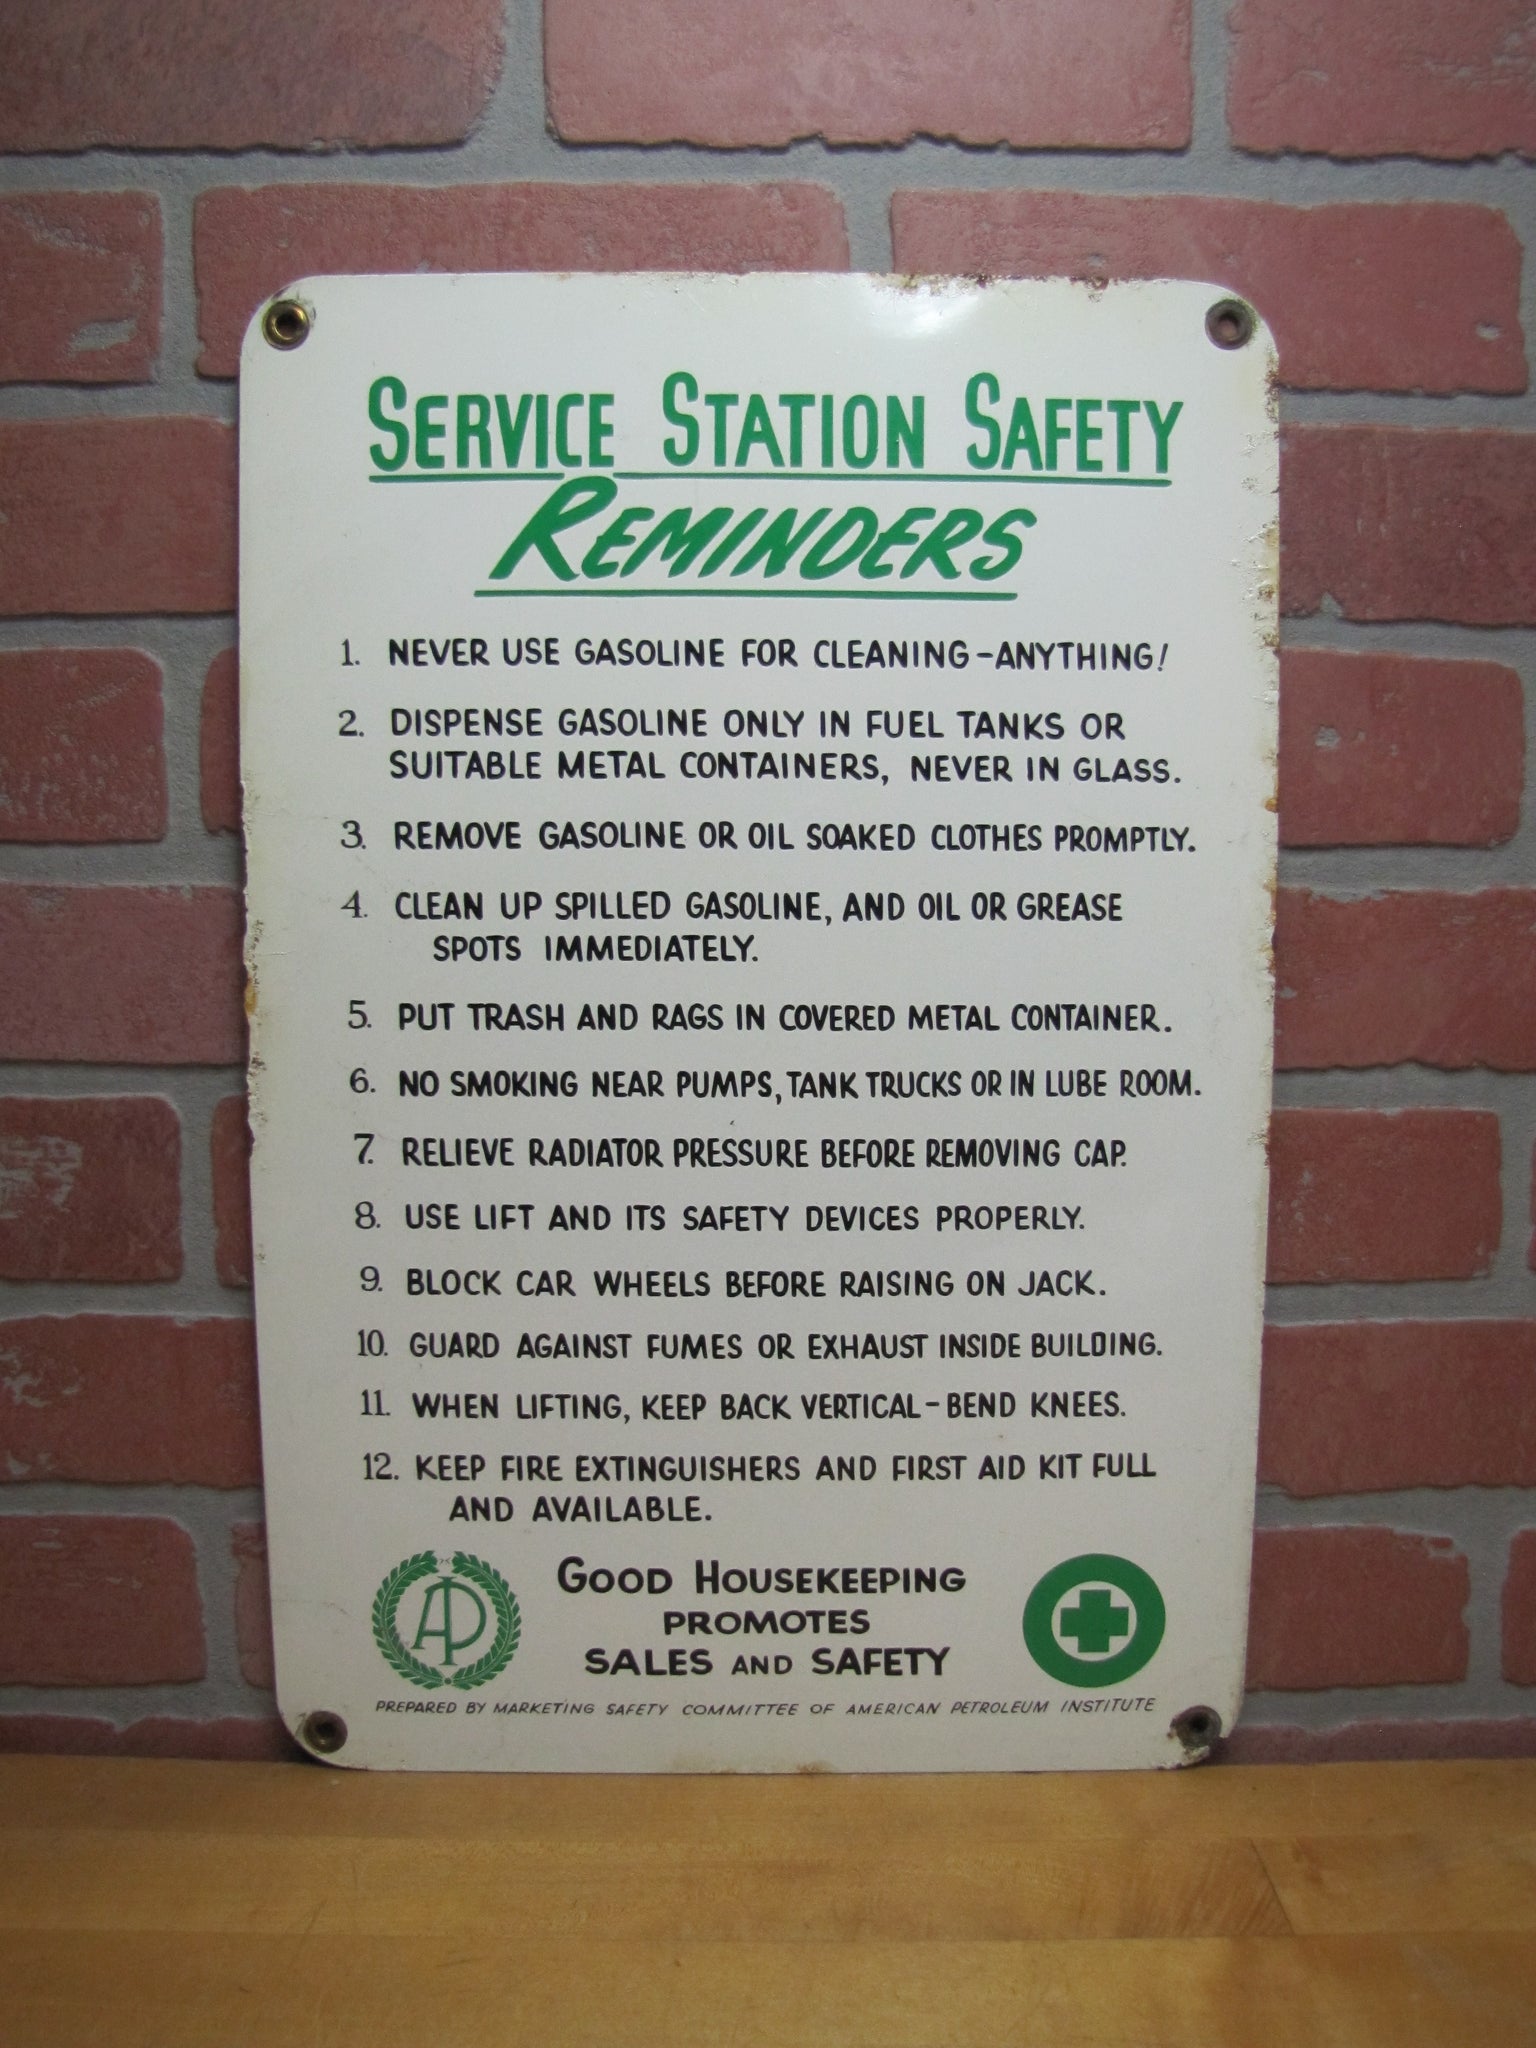 SERVICE STATION SAFETY
REMINDERS
1. NEVER USE GASOLINE FOR CLEANING-ANYTHING!
2. DISPENSE GASOLINE ONLY IN FUEL TANKS OR
SUITABLE METAL CONTAINERS, NEVER IN GLASS.
3. REMOVE GASOLINE OR OIL SOAKED CLOTHES PROMPTLY.
4. CLEAN UP SPILLED GASOLINE, AND OIL OR GREASE
SPOTS IMMEDIATELY.
5. PUT TRASH AND RAGS IN COVERED METAL CONTAINER.
6. NO SMOKING NEAR PUMPS, TANK TRUCKS OR IN LUBE ROOM.
7. RELIEVE RADIATOR PRESSURE BEFORE REMOVING CAP.
8. USE LIFT AND ITS SAFETY DEVICES PROPERLY.
9. BLOCK CAR WHEELS BEFORE RAISING ON JACK.
10. GUARD AGAINST FUMES OR EXHAUST INSIDE BUILDING.
11. WHEN LIFTING, KEEP BACK VERTICAL-BEND KNEES.
12. KEEP FIRE EXTINGUISHERS AND FIRST AID KIT FULL
AND AVAILABLE.
API
GOOD HOUSEKEEPING
PROMOTES
SALES AND SAFETY
PREPARED BY MARKETING SAFETY COMMITTEE OF AMERICAN PETROLEUM INSTITUTE